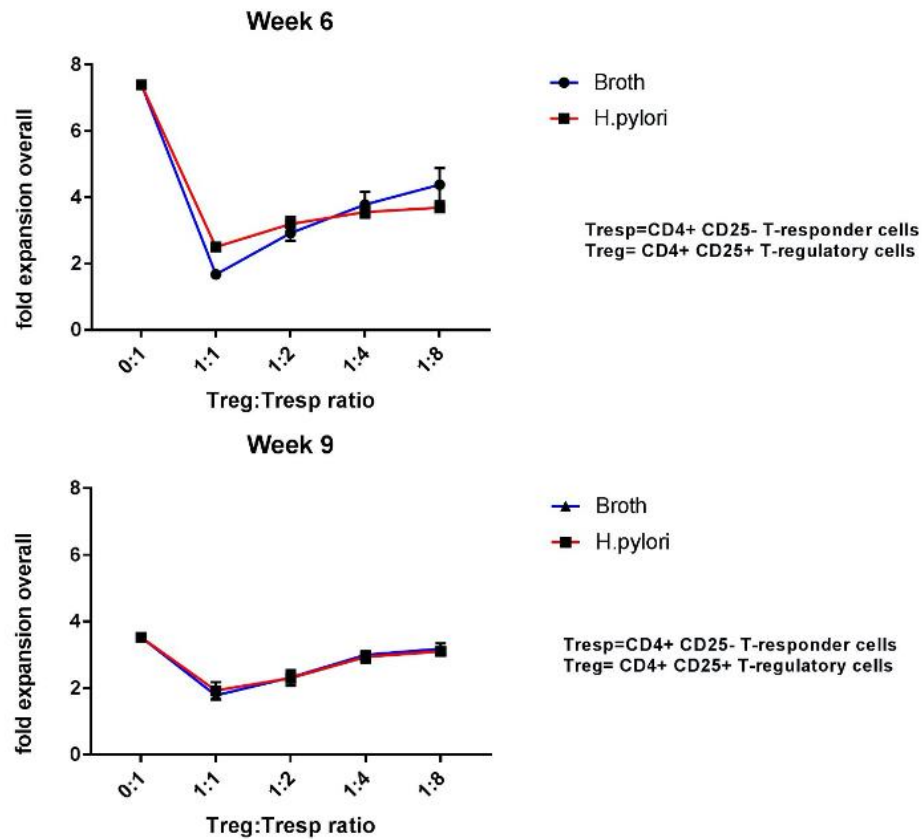 Week 6
fold expansion overall
8
6
4
2
0
0:1
1:1
1:2
1:4
1:8
Treg:Tresp ratio
Broth
H.pylori
Tresp=CD4+ CD25- T-responder cells
Treg= CD4+ CD25+ T-regulatory cells
Week 9
fold expansion overall
8
6
4
2
0
0:1
1:1
1:2
1:4
1:8
Treg:Tresp ratio
Broth
H.pylori
Tresp=CD4+ CD25- T-responder cells
Treg= CD4+ CD25+ T-regulatory cells